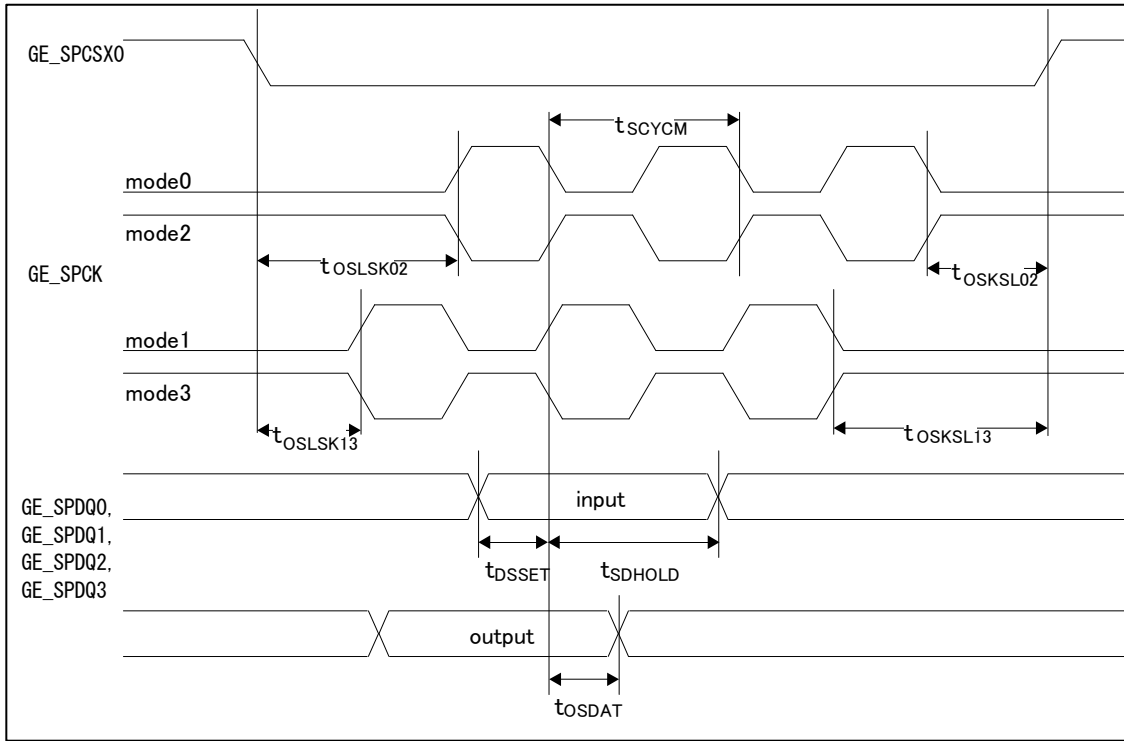 GE_SPCSX0
tSCYCM
mode0
mode2
tOSLSK02
tOSKSL02
GE_SPCK
mode1
mode3
tOSLSK13
tOSKSL13
input
GE_SPDQ0,
GE_SPDQ1,
GE_SPDQ2,
GE_SPDQ3
tDSSET
tSDHOLD
output
tOSDAT